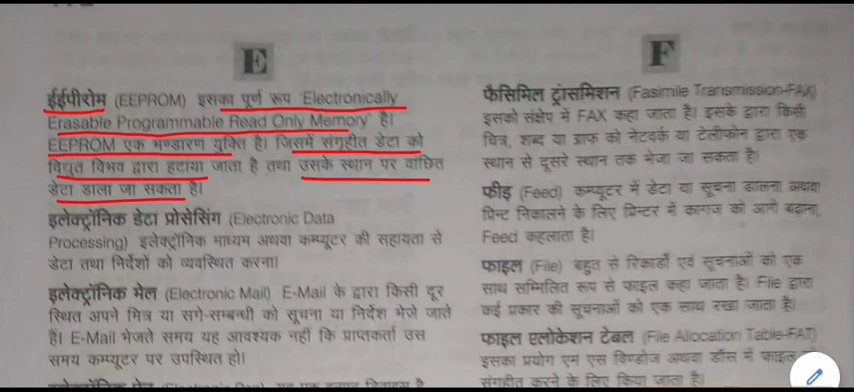 E
ईईपीरोम (EEPROM) इसका पूर्ण रूप 'Electronically
Erasable Programmable Read Only Memory' है।
EEPROM एक भण्डारण युक्ति है। जिसमें संगृहीत डेटा को
विद्युत विभव द्वारा हटाया जाता है तथा उसके स्थान पर वांछित
डेटा डाला जा सकता है।
इलेक्ट्रॉनिक डेटा प्रोसेसिंग (Electronic Data
Processing) इलेक्ट्रॉनिक माध्यम अथवा कम्प्यूटर की सहायता से
डेटा तथा निर्देशों को व्यवस्थित करना।
इलेक्ट्रॉनिक मेल (Electronic Mail) E-Mail के द्वारा किसी दूर
स्थित अपने मित्र या सगे-सम्बन्धी को सूचना या निर्देश भेजे जाते
हैं। E-Mail भेजते समय यह आवश्यक नहीं कि प्राप्तकर्ता उस
समय कम्प्यूटर पर उपस्थित हो।
F
फैसिमिल ट्रांसमिशन (Fasimile Transmission-FAX)
इसको संक्षेप में FAX कहा जाता है। इसके द्वारा किसी
चित्र, शब्द या ग्राफ को नेटवर्क या टेलीफोन द्वारा एक
स्थान से दूसरे स्थान तक भेजा जा सकता है।
फीड (Feed) कम्प्यूटर में डेटा या सूचना डालना अथवा
प्रिन्ट निकालने के लिए प्रिन्टर में कागज को आगे बढ़ाना,
Feed कहलाता है।
फाइल (File) बहुत से रिकार्डों एवं सूचनाओं को एक
साथ सम्मिलित रूप से फाइल कहा जाता है। File द्वारा
कई प्रकार की सूचनाओं को एक साथ रखा जाता है।
फाइल एलोकेशन टेबल (File Allocation Table-FAT)
इसका प्रयोग एम एस विण्डोज अथवा डॉस में फाइल
संगृहीत करने के लिए किया जाता है।